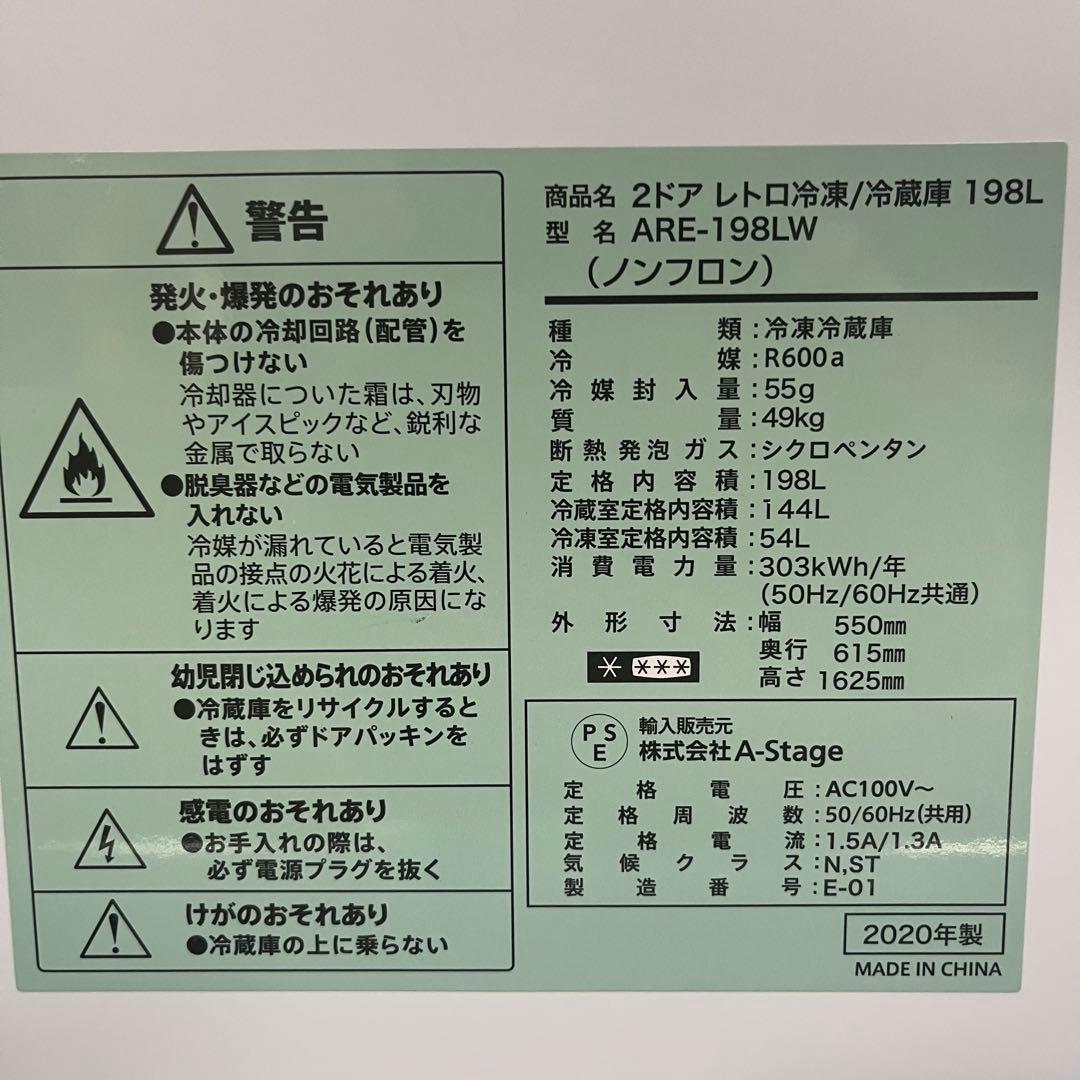 警告
発火・爆発のおそれあり
●本体の冷却回路(配管)を
傷つけない
冷却器についた霜は、刃物
やアイスピックなど、鋭利な
金属で取らない
●脱臭器などの電気製品を
入れない
冷媒が漏れていると電気製
品の接点の火花による着火、
着火による爆発の原因にな
ります
幼児閉じ込められのおそれあり
●冷蔵庫をリサイクルすると
きは、必ずドアパッキンを
はずす
感電のおそれあり
●お手入れの際は、
必ず電源プラグを抜く
けがのおそれあり
●冷蔵庫の上に乗らない
商品名 2ドア レトロ冷凍/冷蔵庫 198L
型名 ARE-198LW
(ノンフロン)
種類:冷凍冷蔵庫
冷媒:R600a
冷媒封入量:55g
質量:49kg
断熱発泡ガス:シクロペンタン
定格内容積:198L
冷蔵室定格内容積:144L
冷凍室定格内容積:54L
消費電力量:303kWh/年
(50Hz/60Hz共通)
外形寸法:幅 550㎜
奥行 615㎜
高さ 1625㎜
PSE 輸入販売元
株式会社 A-Stage
定格電圧:AC100V～
定格周波数:50/60Hz(共用)
定格電流:1.5A/1.3A
気候クラス:N,ST
製造番号:E-01
2020年製
MADE IN CHINA